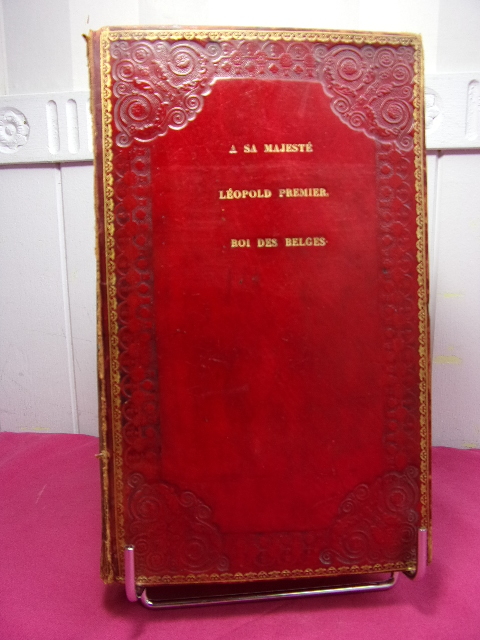 A SA MAJESTÉ
LÉOPOLD PREMIER.
ROI DES BELGES